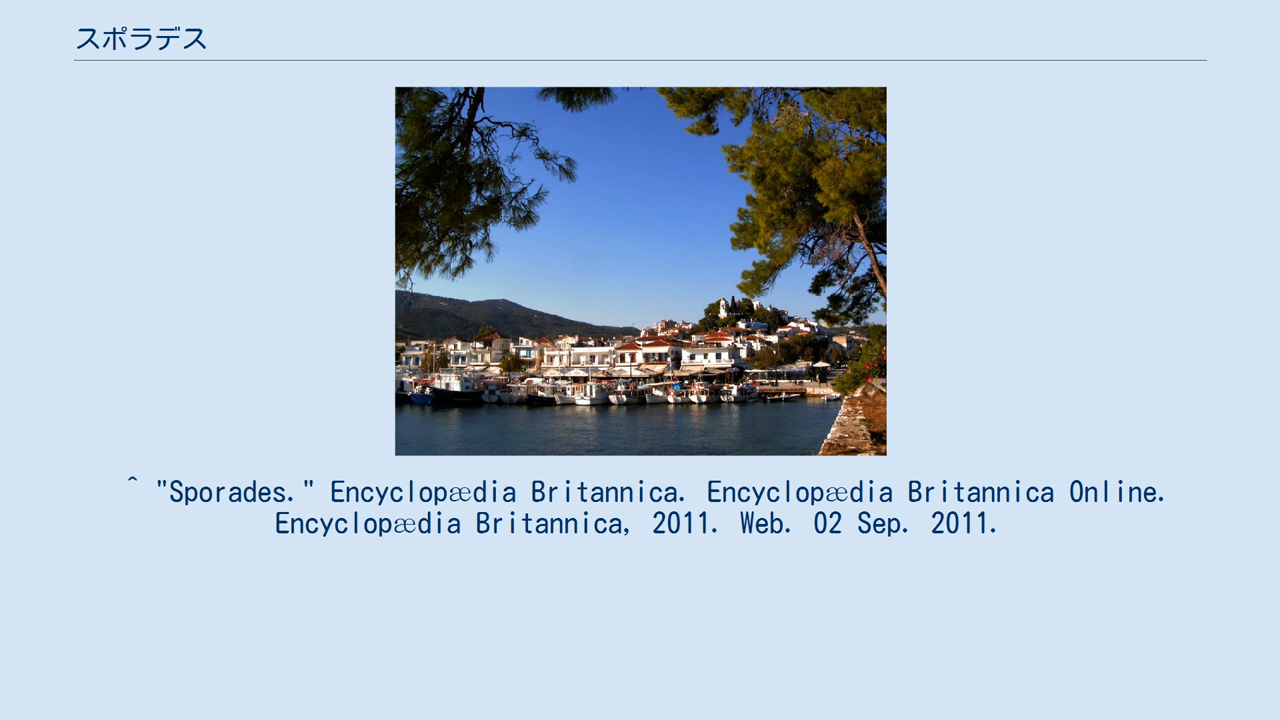 スポラデス
^ "Sporades." Encyclopædia Britannica. Encyclopædia Britannica Online.
Encyclopædia Britannica, 2011. Web. 02 Sep. 2011.